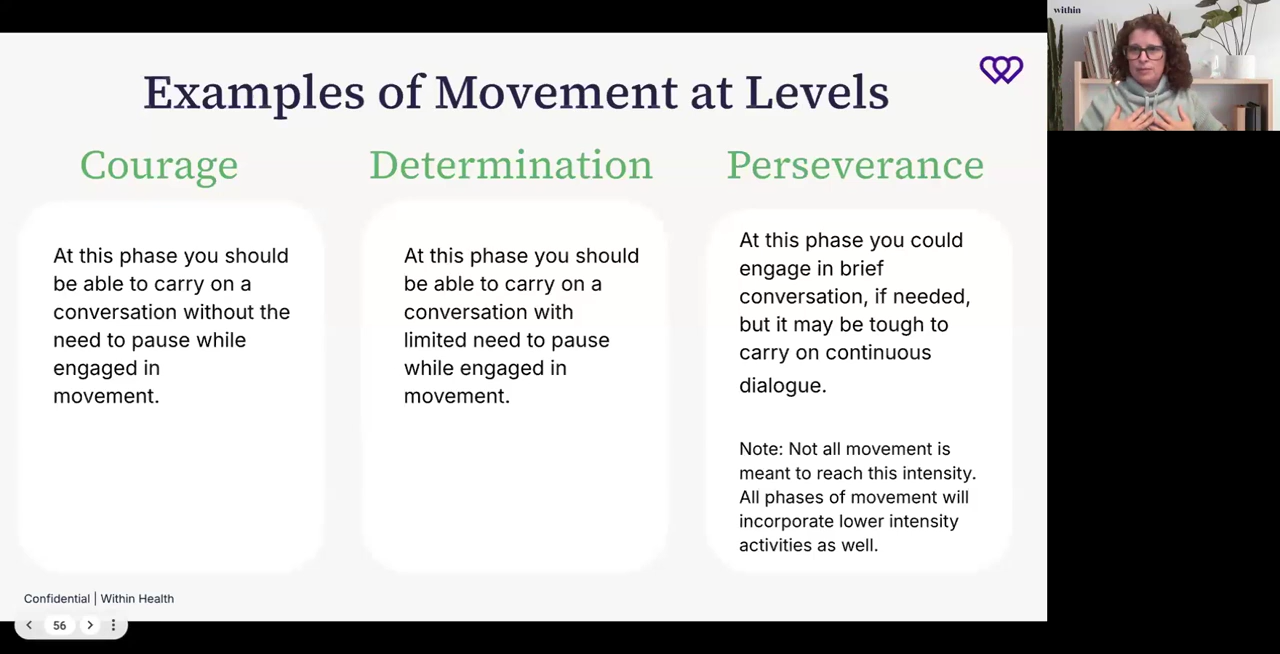 within
Examples of Movement at Levels
Courage
At this phase you should
be able to carry on a
conversation without the
need to pause while
engaged in
movement.
Determination
At this phase you should
be able to carry on a
conversation with
limited need to pause
while engaged in
movement.
Perseverance
At this phase you could
engage in brief
conversation, if needed,
but it may be tough to
carry on continuous
dialogue.
Note: Not all movement is
meant to reach this intensity.
All phases of movement will
incorporate lower intensity
activities as well.
Confidential | Within Health
56